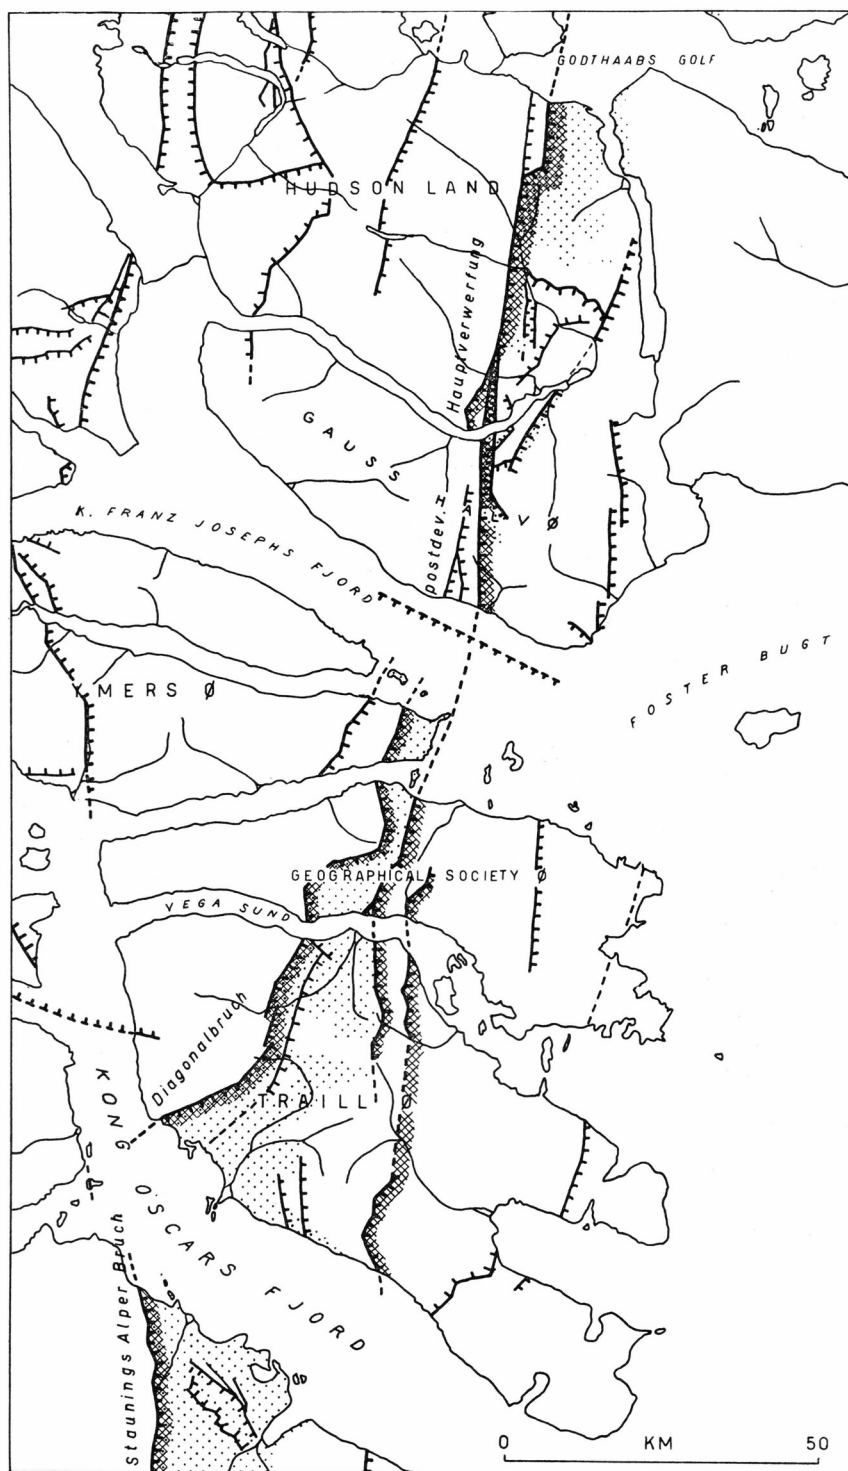 GODTHAABS GOLF
HUDSON LAND
postdev. Hauptverwerfung
GAUSS
HALVØ
K. FRANZ JOSEPHS FJORD
FOSTER BUGT
YMERS Ø
GEOGRAPHICAL SOCIETY Ø
VEGA SUND
Diagonalbruch
TRAILL Ø
KONG OSCARS FJORD
Staunings Alper Bruch
0 KM 50